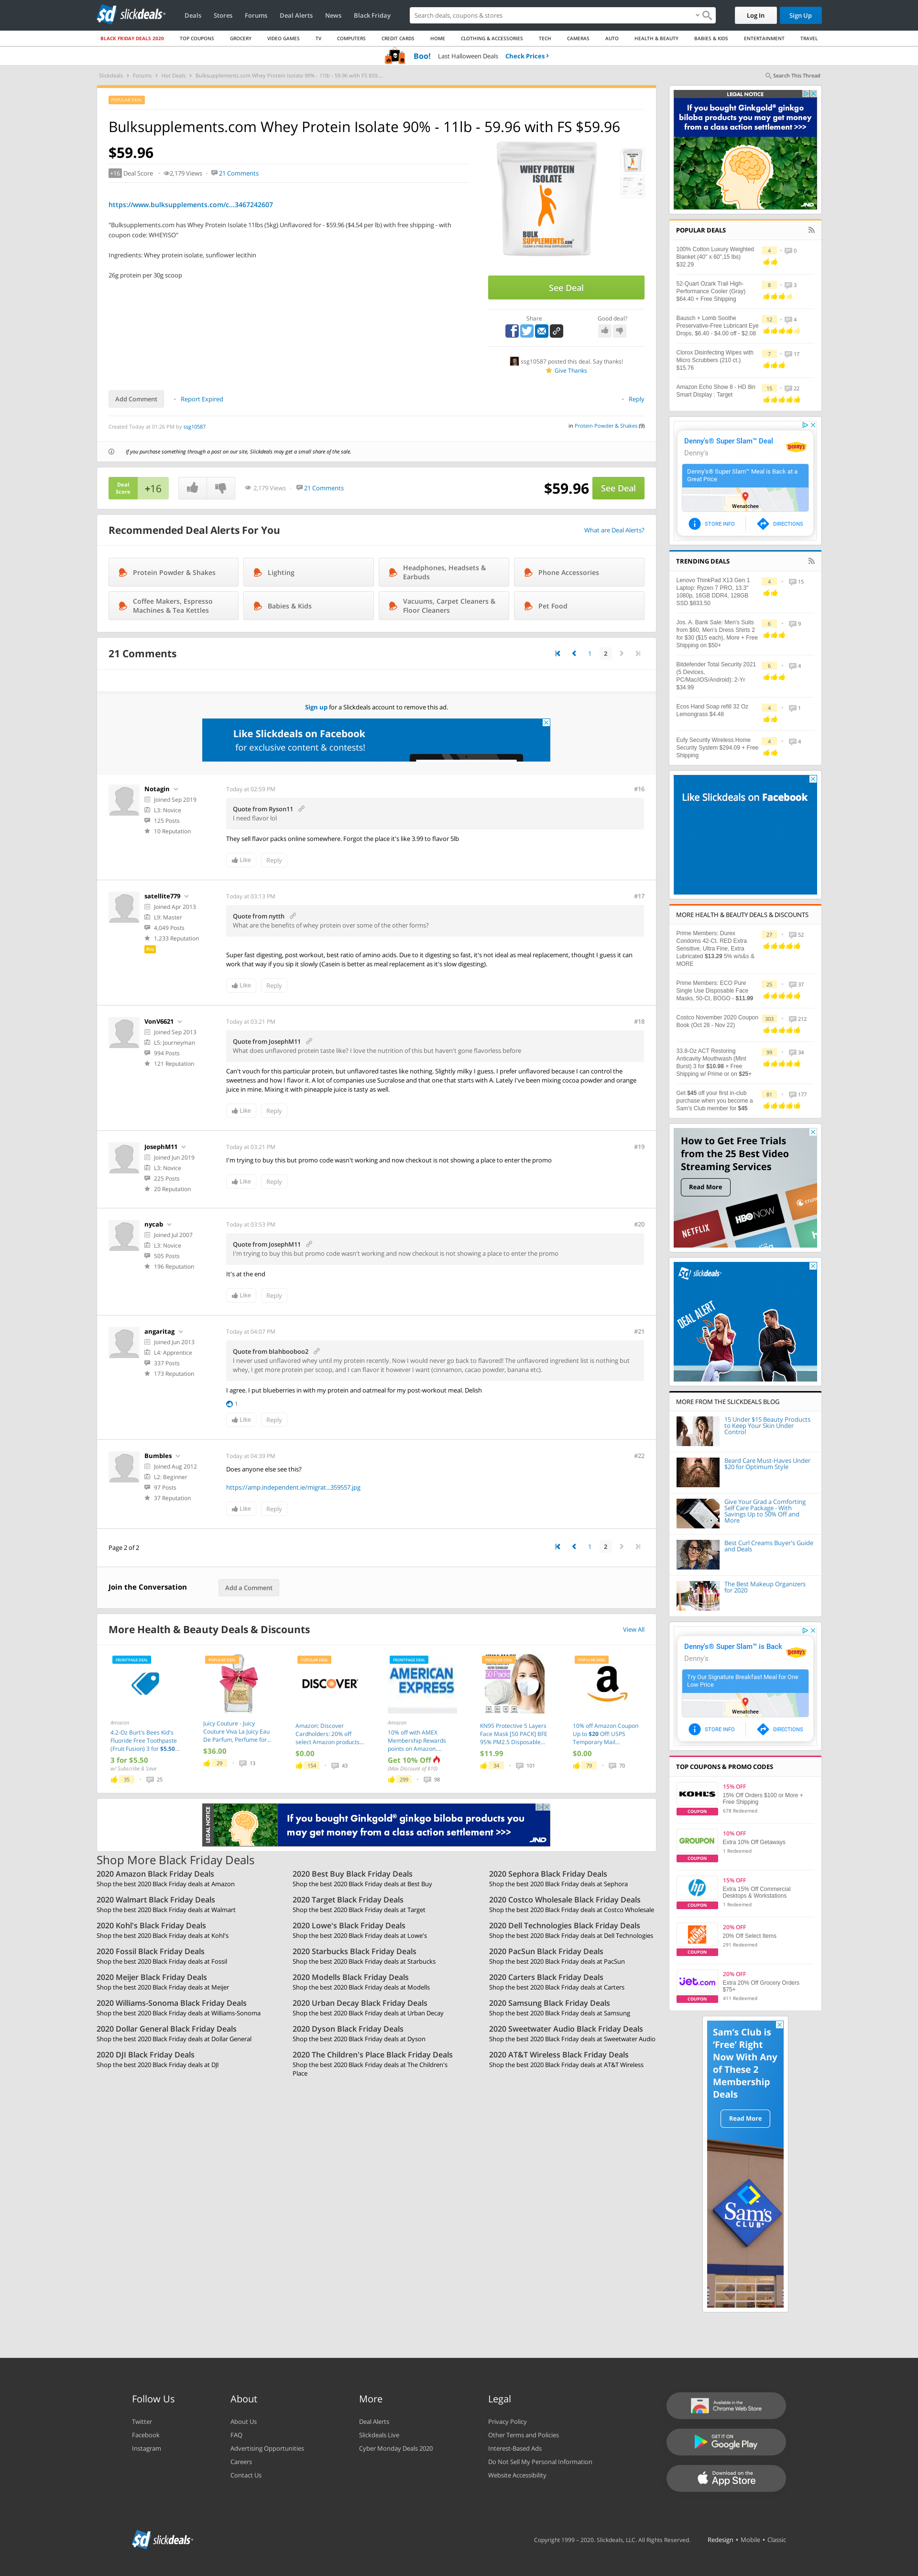 slickdeals
Deals
Stores
Forums
Deal Alerts
News
Black Friday
Search deals, coupons & stores
Log In
Sign Up
BLACK FRIDAY DEALS 2020
TOP COUPONS
GROCERY
VIDEO GAMES
TV
COMPUTERS
CREDIT CARDS
HOME
CLOTHING & ACCESSORIES
TECH
CAMERAS
AUTO
HEALTH & BEAUTY
BABIES & KIDS
ENTERTAINMENT
TRAVEL
Boo! Last Halloween Deals Check Prices
Slickdeals > Forums > Hot Deals > Bulksupplements.com Whey Protein Isolate 90% - 11lb - 59.96 with FS $59....
Search This Thread
POPULAR DEAL
Bulksupplements.com Whey Protein Isolate 90% - 11lb - 59.96 with FS $59.96
$59.96
+16 Deal Score 2,179 Views 21 Comments
https://www.bulksupplements.com/c...3467242607
"Bulksupplements.com has Whey Protein Isolate 11lbs (5kg) Unflavored for - $59.96 ($4.54 per lb) with free shipping - with
coupon code: WHEYISO"
Ingredients: Whey protein isolate, sunflower lecithin
26g protein per 30g scoop
WHEY PROTEIN
ISOLATE
BULK
SUPPLEMENTS.COM
See Deal
Share
Good deal?
ssg10587 posted this deal. Say thanks!
Give Thanks
Add Comment
Report Expired
Reply
Created Today at 01:26 PM by ssg10587
in Protein Powder & Shakes (9)
If you purchase something through a post on our site, Slickdeals may get a small share of the sale.
Deal
Score
+16
2,179 Views
21 Comments
$59.96
See Deal
Recommended Deal Alerts For You
What are Deal Alerts?
Protein Powder & Shakes
Lighting
Headphones, Headsets &
Earbuds
Phone Accessories
Coffee Makers, Espresso
Machines & Tea Kettles
Babies & Kids
Vacuums, Carpet Cleaners &
Floor Cleaners
Pet Food
21 Comments
1
2
Sign up for a Slickdeals account to remove this ad.
Like Slickdeals on Facebook
for exclusive content & contests!
Notagin
Joined Sep 2019
L3: Novice
125 Posts
10 Reputation
Today at 02:59 PM
#16
Quote from Ryson11
I need flavor lol
They sell flavor packs online somewhere. Forgot the place it's like 3.99 to flavor 5lb
Like
Reply
satellite779
Joined Apr 2013
L9: Master
4,049 Posts
1,233 Reputation
Pro
Today at 03:13 PM
#17
Quote from nytth
What are the benefits of whey protein over some of the other forms?
Super fast digesting, post workout, best ratio of amino acids. Due to it digesting so fast, it's not ideal as meal replacement, thought I guess it can
work that way if you sip it slowly (Casein is better as meal replacement as it's slow digesting).
Like
Reply
VonV6621
Joined Sep 2013
L5: Journeyman
994 Posts
121 Reputation
Today at 03:21 PM
#18
Quote from JosephM11
What does unflavored protein taste like? I love the nutrition of this but haven't gone flavorless before
Can't vouch for this particular protein, but unflavored tastes like nothing. Slightly milky I guess. I prefer unflavored because I can control the
sweetness and how I flavor it. A lot of companies use Sucralose and that one that starts with A. Lately I've been mixing cocoa powder and orange
juice in mine. Mixing it with pineapple juice is tasty as well.
Like
Reply
JosephM11
Joined Jun 2019
L3: Novice
225 Posts
20 Reputation
Today at 03:21 PM
#19
I'm trying to buy this but promo code wasn't working and now checkout is not showing a place to enter the promo
Like
Reply
nycab
Joined Jul 2007
L3: Novice
505 Posts
196 Reputation
Today at 03:53 PM
#20
Quote from JosephM11
I'm trying to buy this but promo code wasn't working and now checkout is not showing a place to enter the promo
It's at the end
Like
Reply
angaritag
Joined Jun 2013
L4: Apprentice
337 Posts
173 Reputation
Today at 04:07 PM
#21
Quote from blahbooboo2
I never used unflavored whey until my protein recently. Now I would never go back to flavored! The unflavored ingredient list is nothing but
whey, I get more protein per scoop, and I can flavor it however I want (cinnamon, cacao powder, banana etc).
I agree. I put blueberries in with my protein and oatmeal for my post-workout meal. Delish
1
Like
Reply
Bumbles
Joined Aug 2012
L2: Beginner
97 Posts
37 Reputation
Today at 04:39 PM
#22
Does anyone else see this?
https://amp.independent.ie/migrat...359557.jpg
Like
Reply
Page 2 of 2
1
2
Join the Conversation
Add a Comment
More Health & Beauty Deals & Discounts
View All
FRONTPAGE DEAL
Amazon
4.2-Oz Burt's Bees Kid's
Fluoride Free Toothpaste
(Fruit Fusion) 3 for $5.50...
3 for $5.50
w/ Subscribe & Save
35 25
POPULAR DEAL
Juicy Couture - Juicy
Couture Viva La Juicy Eau
De Parfum, Perfume for...
$36.00
29 13
POPULAR DEAL
DISCOVER
Amazon: Discover
Cardholders: 20% off
select Amazon products...
$0.00
154 43
FRONTPAGE DEAL
AMERICAN
EXPRESS
Amazon
10% off with AMEX
Membership Rewards
points on Amazon....
Get 10% Off
(Max Discount of $10)
299 98
KN95 Protective 5 Layers
Face Mask [50 PACK] BFE
95% PM2.5 Disposable...
$11.99
34 101
POPULAR DEAL
10% off Amazon Coupon
Up to $20 Off! USPS
Temporary Mail...
$0.00
79 70
LEGAL NOTICE
If you bought Ginkgold® ginkgo biloba products you
may get money from a class action settlement >>>
JND
Shop More Black Friday Deals
2020 Amazon Black Friday Deals
Shop the best 2020 Black Friday deals at Amazon
2020 Best Buy Black Friday Deals
Shop the best 2020 Black Friday deals at Best Buy
2020 Sephora Black Friday Deals
Shop the best 2020 Black Friday deals at Sephora
2020 Walmart Black Friday Deals
Shop the best 2020 Black Friday deals at Walmart
2020 Target Black Friday Deals
Shop the best 2020 Black Friday deals at Target
2020 Costco Wholesale Black Friday Deals
Shop the best 2020 Black Friday deals at Costco Wholesale
2020 Kohl's Black Friday Deals
Shop the best 2020 Black Friday deals at Kohl's
2020 Lowe's Black Friday Deals
Shop the best 2020 Black Friday deals at Lowe's
2020 Dell Technologies Black Friday Deals
Shop the best 2020 Black Friday deals at Dell Technologies
2020 Fossil Black Friday Deals
Shop the best 2020 Black Friday deals at Fossil
2020 Starbucks Black Friday Deals
Shop the best 2020 Black Friday deals at Starbucks
2020 PacSun Black Friday Deals
Shop the best 2020 Black Friday deals at PacSun
2020 Meijer Black Friday Deals
Shop the best 2020 Black Friday deals at Meijer
2020 Modells Black Friday Deals
Shop the best 2020 Black Friday deals at Modells
2020 Carters Black Friday Deals
Shop the best 2020 Black Friday deals at Carters
2020 Williams-Sonoma Black Friday Deals
Shop the best 2020 Black Friday deals at Williams-Sonoma
2020 Urban Decay Black Friday Deals
Shop the best 2020 Black Friday deals at Urban Decay
2020 Samsung Black Friday Deals
Shop the best 2020 Black Friday deals at Samsung
2020 Dollar General Black Friday Deals
Shop the best 2020 Black Friday deals at Dollar General
2020 Dyson Black Friday Deals
Shop the best 2020 Black Friday deals at Dyson
2020 Sweetwater Audio Black Friday Deals
Shop the best 2020 Black Friday deals at Sweetwater Audio
2020 DJI Black Friday Deals
Shop the best 2020 Black Friday deals at DJI
2020 The Children's Place Black Friday Deals
Shop the best 2020 Black Friday deals at The Children's
Place
2020 AT&T Wireless Black Friday Deals
Shop the best 2020 Black Friday deals at AT&T Wireless
LEGAL NOTICE
If you bought Ginkgold® ginkgo
biloba products you may get money
from a class action settlement >>>
JND
POPULAR DEALS
100% Cotton Luxury Weighted
Blanket (40" x 60",15 lbs)
$32.29
4 0
52-Quart Ozark Trail High-
Performance Cooler (Gray)
$64.40 + Free Shipping
8 3
Bausch + Lomb Soothe
Preservative-Free Lubricant Eye
Drops, $6.40 - $4.00 off - $2.08
12 4
Clorox Disinfecting Wipes with
Micro Scrubbers (210 ct.)
$15.76
7 17
Amazon Echo Show 8 - HD 8in
Smart Display : Target
15 22
Denny's® Super Slam™ Deal
Denny's
Denny's® Super Slam™ Meal is Back at a
Great Price
Wenatchee
STORE INFO
DIRECTIONS
TRENDING DEALS
Lenovo ThinkPad X13 Gen 1
Laptop: Ryzen 7 PRO, 13.3"
1080p, 16GB DDR4, 128GB
SSD $833.50
4 15
Jos. A. Bank Sale: Men's Suits
from $60, Men's Dress Shirts 2
for $30 ($15 each), More + Free
Shipping on $50+
6 9
Bitdefender Total Security 2021
(5 Devices,
PC/Mac/iOS/Android): 2-Yr
$34.99
6 4
Ecos Hand Soap refill 32 Oz
Lemongrass $4.48
4 1
Eufy Security Wireless Home
Security System $294.09 + Free
Shipping
4 4
Like Slickdeals on Facebook
MORE HEALTH & BEAUTY DEALS & DISCOUNTS
Prime Members: Durex
Condoms 42-Ct. RED Extra
Sensitive, Ultra Fine, Extra
Lubricated $13.29 5% w/s&s &
MORE
27 52
Prime Members: ECO Pure
Single Use Disposable Face
Masks, 50-Ct, BOGO - $11.99
25 37
Costco November 2020 Coupon
Book (Oct 28 - Nov 22)
303 212
33.8-Oz ACT Restoring
Anticavity Mouthwash (Mint
Burst) 3 for $10.98 + Free
Shipping w/ Prime or on $25+
99 34
Get $45 off your first in-club
purchase when you become a
Sam's Club member for $45
81 177
How to Get Free Trials
from the 25 Best Video
Streaming Services
Read More
NETFLIX
HBO NOW
slickdeals
DEAL ALERT
MORE FROM THE SLICKDEALS BLOG
15 Under $15 Beauty Products
to Keep Your Skin Under
Control
Beard Care Must-Haves Under
$20 for Optimum Style
Give Your Grad a Comforting
Self Care Package - With
Savings Up to 50% Off and
More
Best Curl Creams Buyer's Guide
and Deals
The Best Makeup Organizers
for 2020
Denny's® Super Slam™ is Back
Denny's
Try Our Signature Breakfast Meal for One
Low Price
Wenatchee
STORE INFO
DIRECTIONS
TOP COUPONS & PROMO CODES
KOHL'S
COUPON
15% OFF
15% Off Orders $100 or More +
Free Shipping
678 Redeemed
GROUPON
COUPON
10% OFF
Extra 10% Off Getaways
1 Redeemed
hp
COUPON
15% OFF
Extra 15% Off Commercial
Desktops & Workstations
1 Redeemed
COUPON
20% OFF
20% Off Select Items
291 Redeemed
jet.com
COUPON
20% OFF
Extra 20% Off Grocery Orders
$75+
411 Redeemed
Sam's Club is
'Free' Right
Now With Any
of These 2
Membership
Deals
Read More
Sam's
CLUB
Follow Us
Twitter
Facebook
Instagram
About
About Us
FAQ
Advertising Opportunities
Careers
Contact Us
More
Deal Alerts
Slickdeals Live
Cyber Monday Deals 2020
Legal
Privacy Policy
Other Terms and Policies
Interest-Based Ads
Do Not Sell My Personal Information
Website Accessibility
Available in the
Chrome Web Store
GET IT ON
Google Play
Download on the
App Store
slickdeals
Copyright 1999 – 2020. Slickdeals, LLC. All Rights Reserved.
Redesign • Mobile • Classic